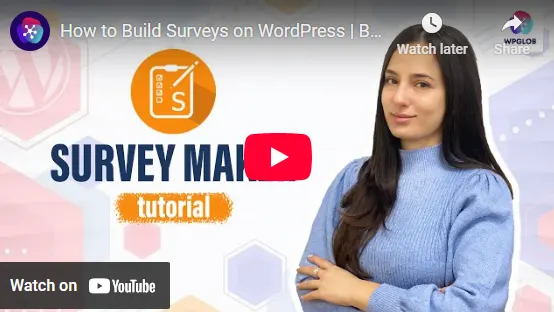 How to Build Surveys on WordPress | B...
Watch later
Share
WPGLOB
S
SURVEY MAK
tutorial
Watch on YouTube